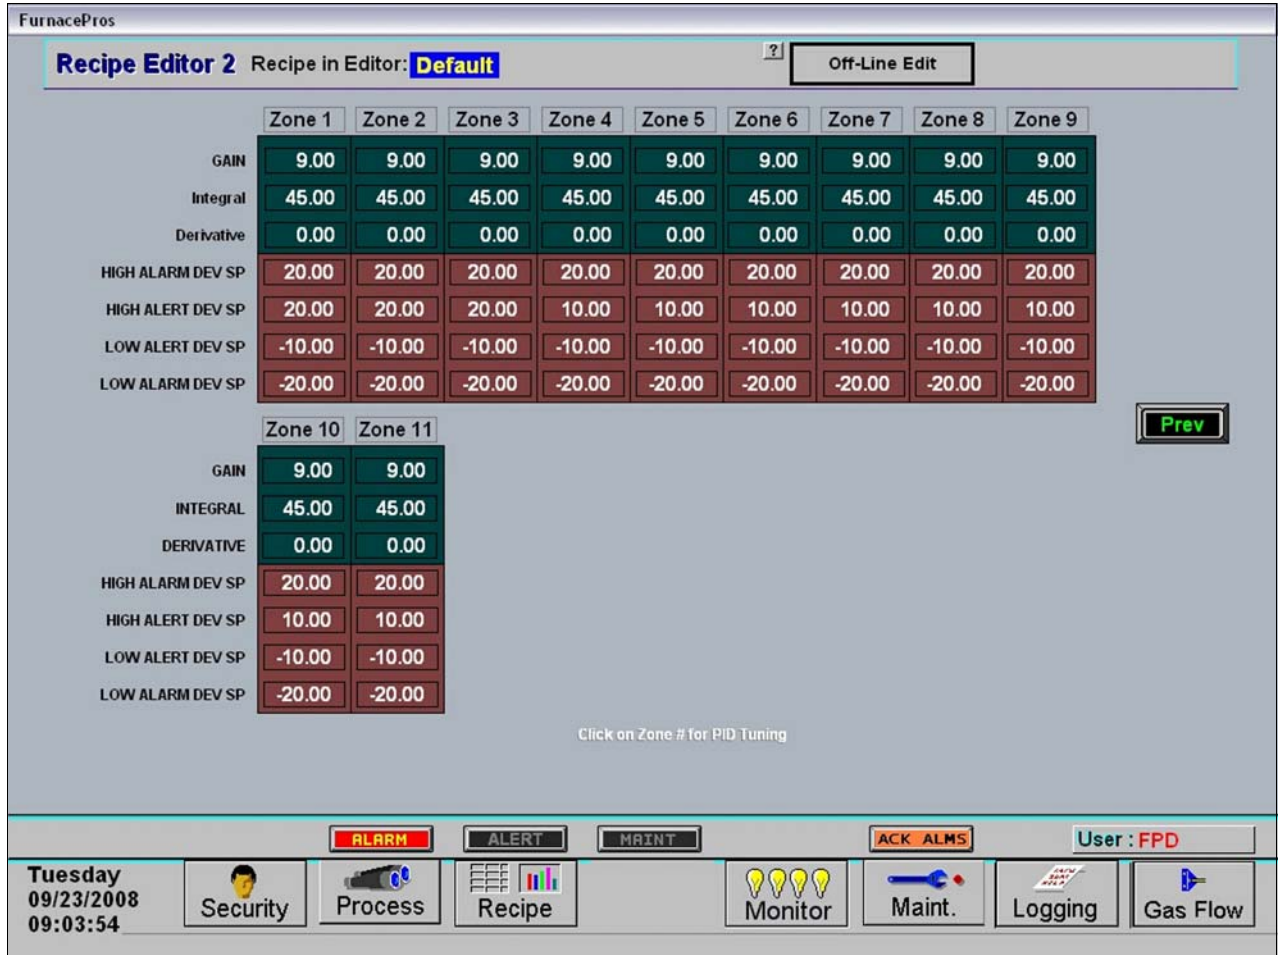 FurnacePros
Recipe Editor 2 Recipe in Editor: Default ? Off-Line Edit
Zone 1 Zone 2 Zone 3 Zone 4 Zone 5 Zone 6 Zone 7 Zone 8 Zone 9
GAIN 9.00 9.00 9.00 9.00 9.00 9.00 9.00 9.00 9.00
Integral 45.00 45.00 45.00 45.00 45.00 45.00 45.00 45.00 45.00
Derivative 0.00 0.00 0.00 0.00 0.00 0.00 0.00 0.00 0.00
HIGH ALARM DEV SP 20.00 20.00 20.00 20.00 20.00 20.00 20.00 20.00 20.00
HIGH ALERT DEV SP 20.00 20.00 20.00 10.00 10.00 10.00 10.00 10.00 10.00
LOW ALERT DEV SP -10.00 -10.00 -10.00 -10.00 -10.00 -10.00 -10.00 -10.00 -10.00
LOW ALARM DEV SP -20.00 -20.00 -20.00 -20.00 -20.00 -20.00 -20.00 -20.00 -20.00
Prev
Zone 10 Zone 11
GAIN 9.00 9.00
INTEGRAL 45.00 45.00
DERIVATIVE 0.00 0.00
HIGH ALARM DEV SP 20.00 20.00
HIGH ALERT DEV SP 10.00 10.00
LOW ALERT DEV SP -10.00 -10.00
LOW ALARM DEV SP -20.00 -20.00
Click on Zone # for PID Tuning
ALARM ALERT MAINT ACK ALMS User : FPD
Tuesday
09/23/2008
09:03:54
Security Process Recipe Monitor Maint. Logging Gas Flow